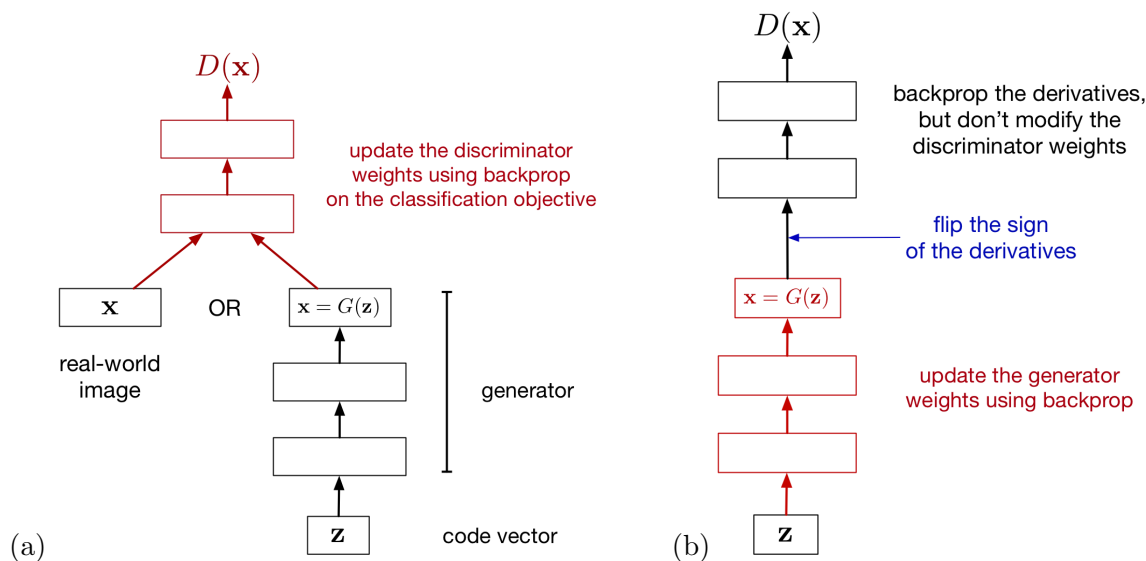 D(x)
update the discriminator
weights using backprop
on the classification objective
x
OR
x = G(z)
real-world
image
generator
z
code vector
(a)
D(x)
backprop the derivatives,
but don't modify the
discriminator weights
flip the sign
of the derivatives
x = G(z)
update the generator
weights using backprop
z
(b)